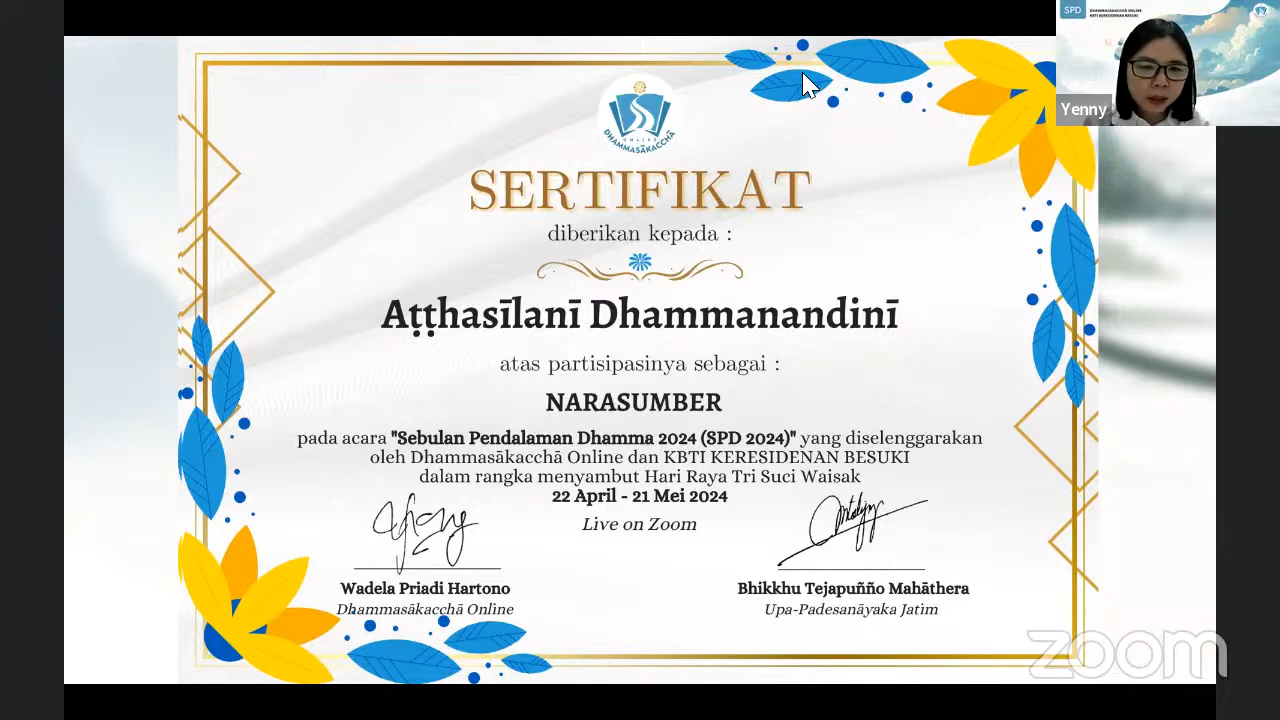 SPD
DHAMMASĀKACCHĀ ONLINE
KBTI KERESIDENAN BESUKI
Yenny
ONLINE
DHAMMASĀKACCHĀ
SERTIFIKAT
diberikan kepada :
Aṭṭhasīlanī Dhammanandinī
atas partisipasinya sebagai :
NARASUMBER
pada acara "Sebulan Pendalaman Dhamma 2024 (SPD 2024)" yang diselenggarakan
oleh Dhammasākacchā Online dan KBTI KERESIDENAN BESUKI
dalam rangka menyambut Hari Raya Tri Suci Waisak
22 April - 21 Mei 2024
Live on Zoom
Wadela Priadi Hartono
Dhammasākacchā Online
Bhikkhu Tejapuñño Mahāthera
Upa-Padesanāyaka Jatim
zoom